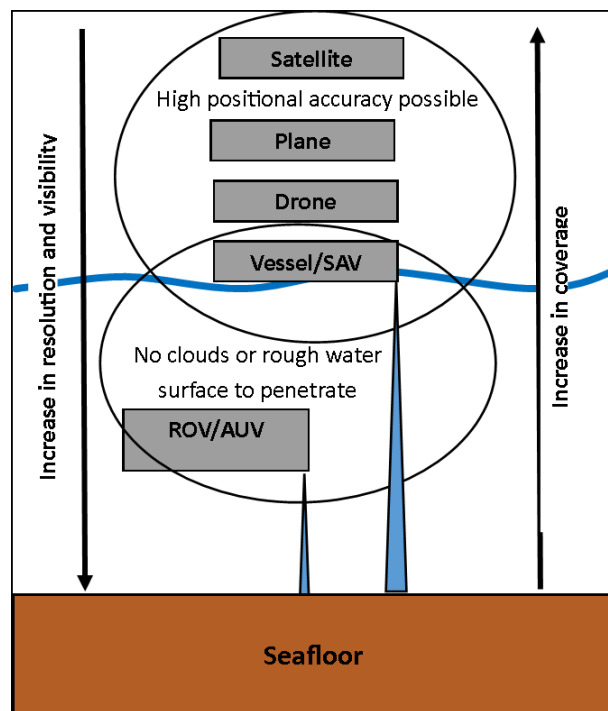 Satellite
High positional accuracy possible
Plane
Drone
Vessel/SAV
No clouds or rough water
surface to penetrate
ROV/AUV
Increase in resolution and visibility
Increase in coverage
Seafloor